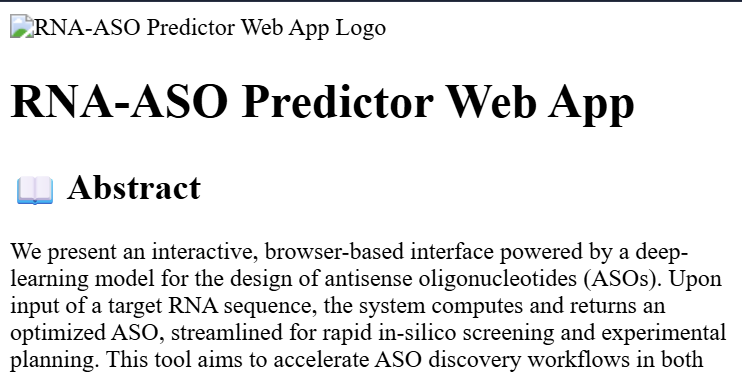 RNA-ASO Predictor Web App Logo
RNA-ASO Predictor Web App
📖 Abstract
We present an interactive, browser-based interface powered by a deep-
learning model for the design of antisense oligonucleotides (ASOs). Upon
input of a target RNA sequence, the system computes and returns an
optimized ASO, streamlined for rapid in-silico screening and experimental
planning. This tool aims to accelerate ASO discovery workflows in both